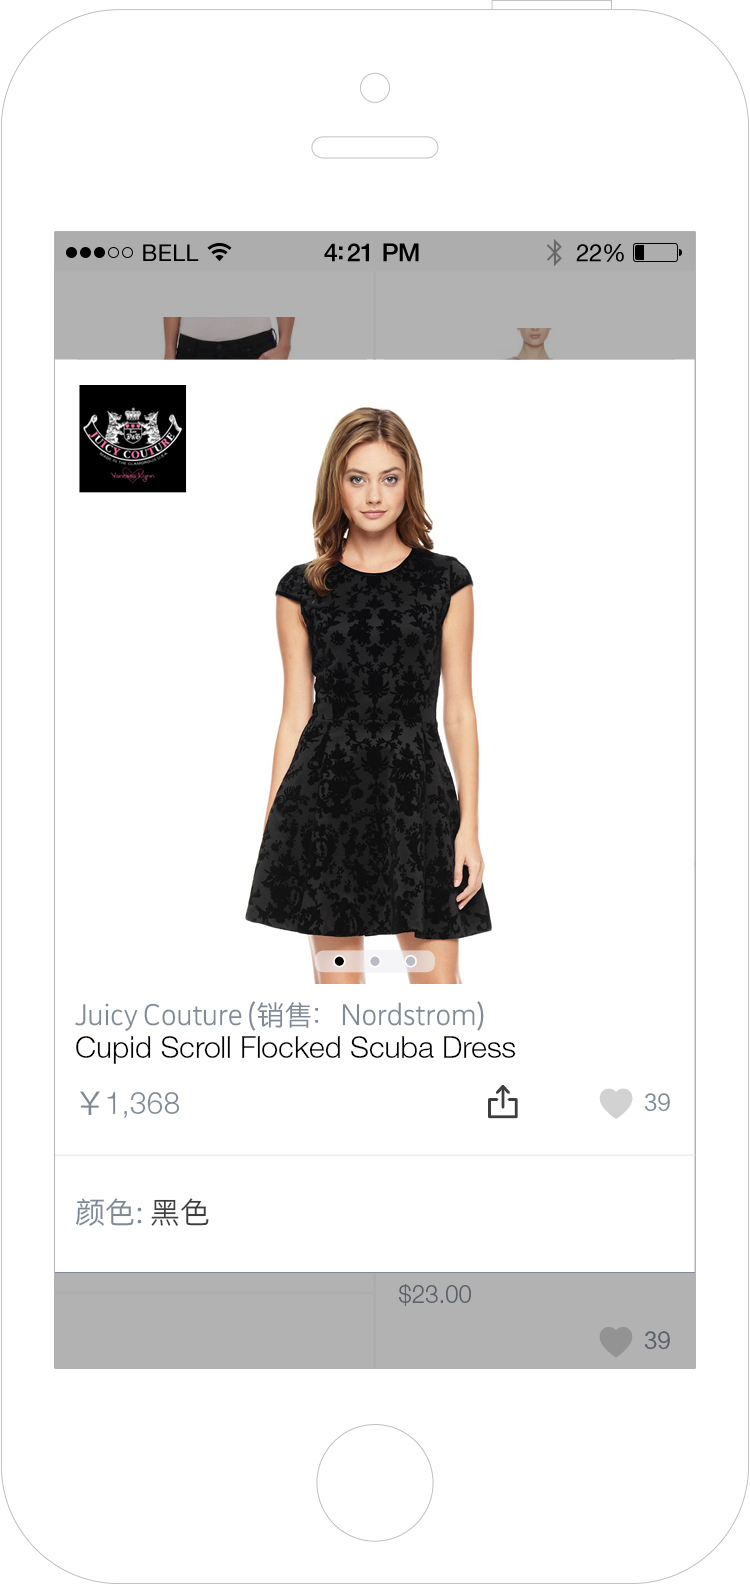 BELL 4:21 PM 22%
JUICY COUTURE
Juicy Couture (销售: Nordstrom)
Cupid Scroll Flocked Scuba Dress
￥1,368 39
颜色: 黑色
$23.00
39